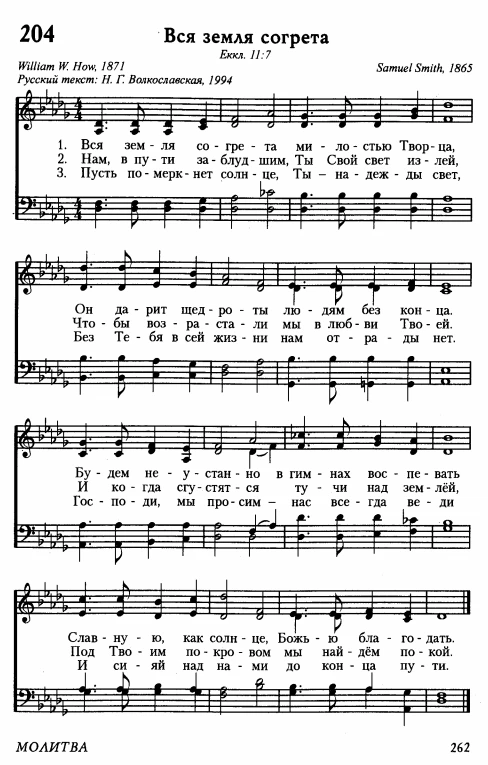 204 Вся земля согрета
Еккл. 11:7
William W. How, 1871
Samuel Smith, 1865
Русский текст: Н. Г. Волкославская, 1994
1. Вся зем - ля со - гре - та ми - ло - стью Твор - ца,
2. Нам, в пу - ти за - блуд - шим, Ты Свой свет из - лей,
3. Пусть по - мерк - нет солн - це, Ты — на - деж - ды свет,
Он да - рит щед - ро - ты лю - дям без кон - ца.
Что - бы воз - ра - ста - ли мы в люб - ви Тво - ей.
Без Те - бя в сей жиз - ни нам от - ра - ды нет.
Бу - дем не - у - стан - но в гим - нах вос - пе - вать
И ко - гда сгу - стят - ся ту - чи над зем - лёй,
Гос - по - ди, мы про - сим — нас все - гда ве - ди
Слав - ну - ю, как солн - це, Божь - ю бла - го - дать.
Под Тво - им по - кро - вом мы най - дём по - кой.
И си - яй над на - ми до кон - ца пу - ти.
МОЛИТВА 262